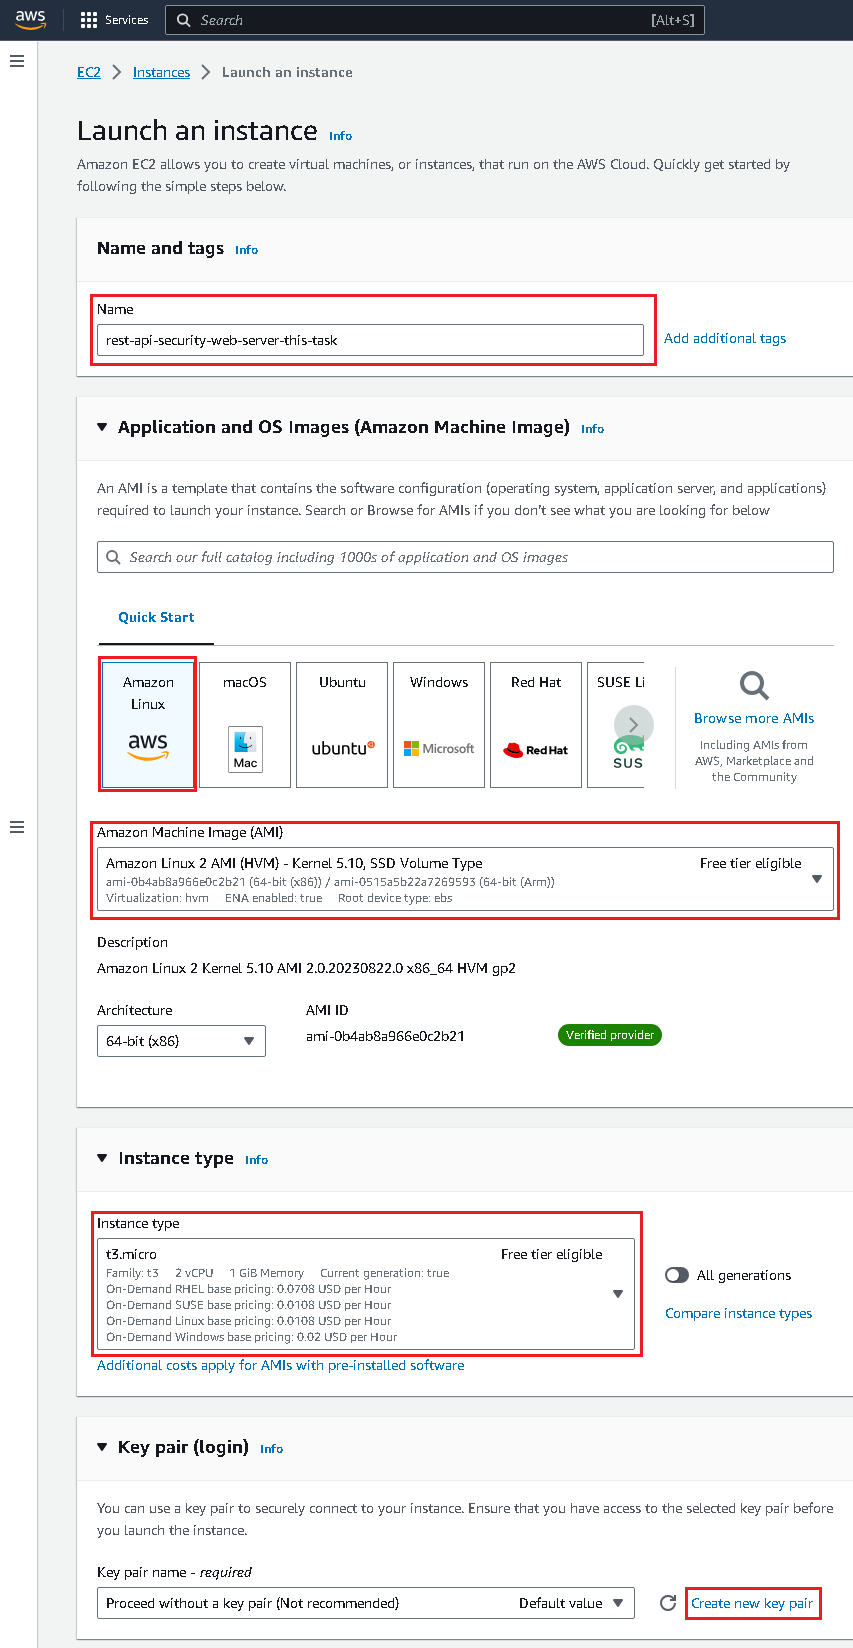 aws
Services
Search
[Alt+S]
EC2
Instances
Launch an instance
Launch an instance Info
Amazon EC2 allows you to create virtual machines, or instances, that run on the AWS Cloud. Quickly get started by
following the simple steps below.
Name and tags Info
Name
rest-api-security-web-server-this-task
Add additional tags
Application and OS Images (Amazon Machine Image) Info
An AMI is a template that contains the software configuration (operating system, application server, and applications)
required to launch your instance. Search or Browse for AMIs if you don't see what you are looking for below
Search our full catalog including 1000s of application and OS images
Quick Start
Amazon
Linux
aws
macOS
Mac
Ubuntu
ubuntu
Windows
Microsoft
Red Hat
Red Hat
SUSE Li
SUS
Browse more AMIs
Including AMIs from
AWS, Marketplace and
the Community
Amazon Machine Image (AMI)
Amazon Linux 2 AMI (HVM) - Kernel 5.10, SSD Volume Type
Free tier eligible
ami-0b4ab8a966e0c2b21 (64-bit (x86)) / ami-0515a5b22a7269593 (64-bit (Arm))
Virtualization: hvm ENA enabled: true Root device type: ebs
Description
Amazon Linux 2 Kernel 5.10 AMI 2.0.20230822.0 x86_64 HVM gp2
Architecture
64-bit (x86)
AMI ID
ami-0b4ab8a966e0c2b21
Verified provider
Instance type Info
Instance type
t3.micro
Free tier eligible
Family: t3 2 vCPU 1 GiB Memory Current generation: true
On-Demand RHEL base pricing: 0.0708 USD per Hour
On-Demand SUSE base pricing: 0.0108 USD per Hour
On-Demand Linux base pricing: 0.0108 USD per Hour
On-Demand Windows base pricing: 0.02 USD per Hour
All generations
Compare instance types
Additional costs apply for AMIs with pre-installed software
Key pair (login) Info
You can use a key pair to securely connect to your instance. Ensure that you have access to the selected key pair before
you launch the instance.
Key pair name - required
Proceed without a key pair (Not recommended)
Default value
Create new key pair